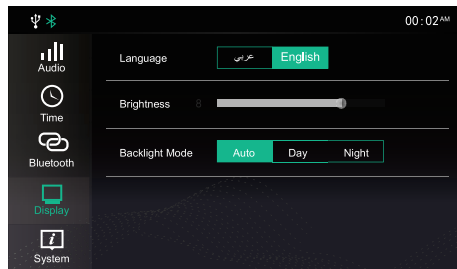 00:02AM
Audio
Time
Bluetooth
Display
System
Language عربي English
Brightness 8
Backlight Mode Auto Day Night